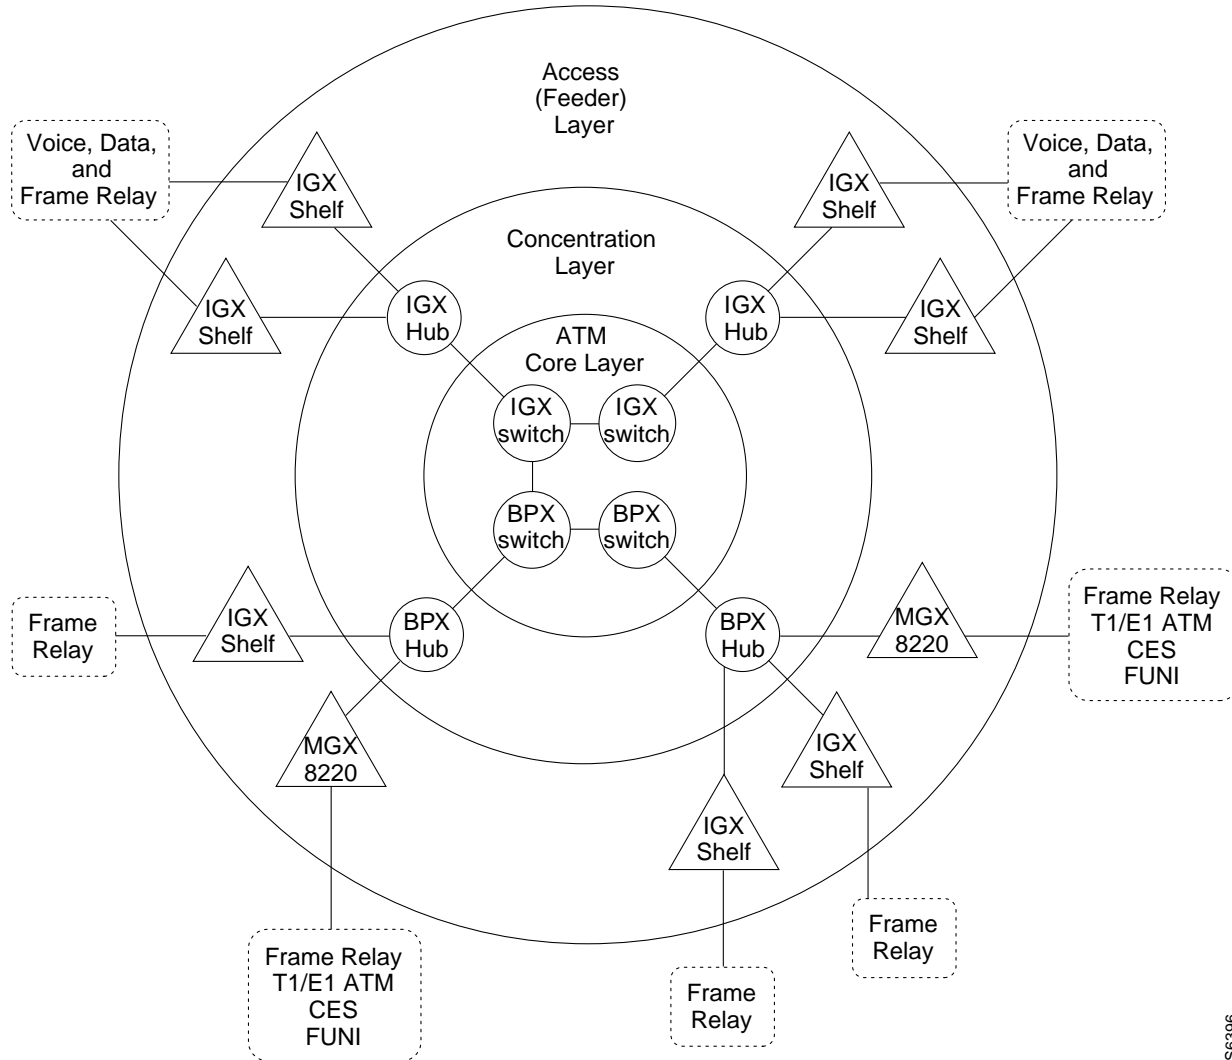 Access
(Feeder)
Layer
Voice, Data,
and
Frame Relay
IGX
Shelf
IGX
Shelf
Voice, Data,
and
Frame Relay
Concentration
Layer
IGX
Shelf
IGX
Hub
IGX
Hub
IGX
Shelf
ATM
Core Layer
IGX
switch
IGX
switch
BPX
switch
BPX
switch
Frame
Relay
IGX
Shelf
BPX
Hub
BPX
Hub
MGX
8220
Frame Relay
T1/E1 ATM
CES
FUNI
MGX
8220
IGX
Shelf
IGX
Shelf
Frame Relay
T1/E1 ATM
CES
FUNI
Frame
Relay
Frame
Relay
S6396